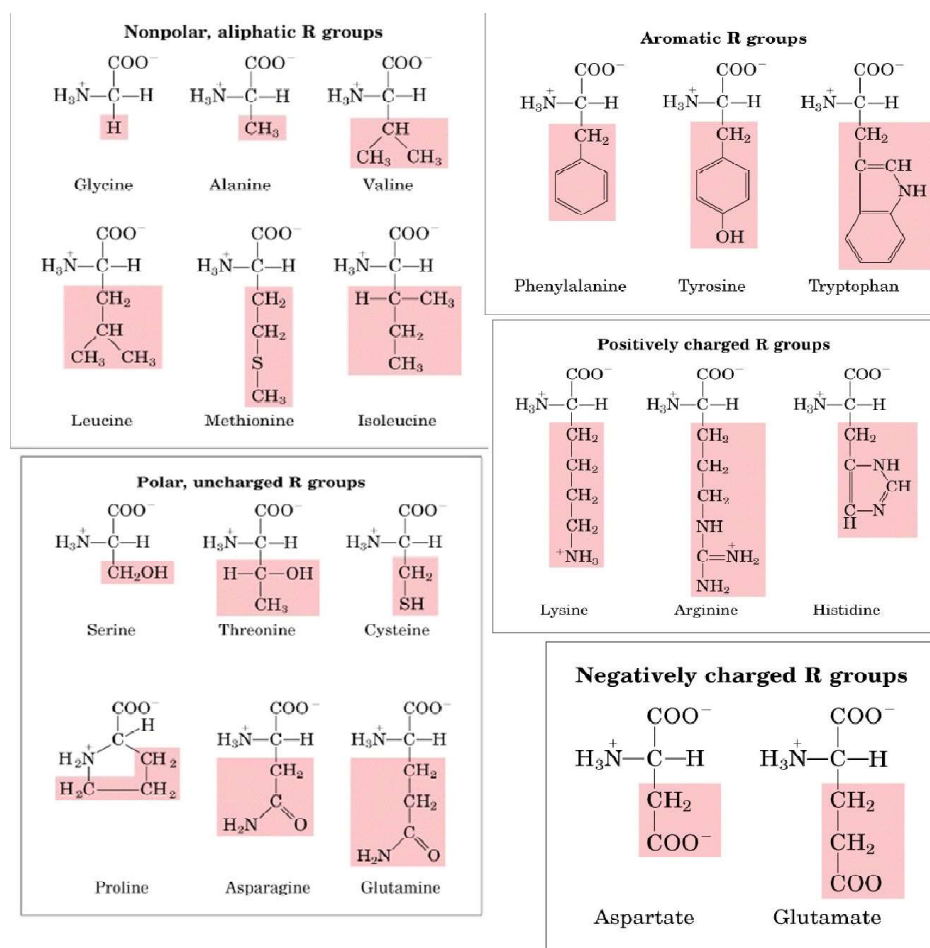 Nonpolar, aliphatic R groups
COO⁻ COO⁻ COO⁻
H₃N⁺—C—H H₃N⁺—C—H H₃N⁺—C—H
H CH₃ CH
CH₃ CH₃
Glycine Alanine Valine
COO⁻ COO⁻ COO⁻
H₃N⁺—C—H H₃N⁺—C—H H₃N⁺—C—H
CH₂ CH₂ H—C—CH₃
CH CH₂ CH₂
CH₃ CH₃ S CH₃
CH₃
Leucine Methionine Isoleucine
Aromatic R groups
COO⁻ COO⁻ COO⁻
H₃N⁺—C—H H₃N⁺—C—H H₃N⁺—C—H
CH₂ CH₂ CH₂
C=CH
NH
OH
Phenylalanine Tyrosine Tryptophan
Positively charged R groups
COO⁻ COO⁻ COO⁻
H₃N⁺—C—H H₃N⁺—C—H H₃N⁺—C—H
CH₂ CH₂ CH₂
CH₂ CH₂ C—NH
CH₂ CH₂ CH
CH₂ NH C—N
H
⁺NH₃ C=N⁺H₂
NH₂
Lysine Arginine Histidine
Polar, uncharged R groups
COO⁻ COO⁻ COO⁻
H₃N⁺—C—H H₃N⁺—C—H H₃N⁺—C—H
CH₂OH H—C—OH CH₂
CH₃ SH
Serine Threonine Cysteine
COO⁻ COO⁻ COO⁻
H
C H₃N⁺—C—H H₃N⁺—C—H
H₂N⁺ CH₂ CH₂ CH₂
H₂C—CH₂ C CH₂
H₂N O C
H₂N O
Proline Asparagine Glutamine
Negatively charged R groups
COO⁻ COO⁻
H₃N⁺—C—H H₃N⁺—C—H
CH₂ CH₂
COO⁻ CH₂
COO
Aspartate Glutamate